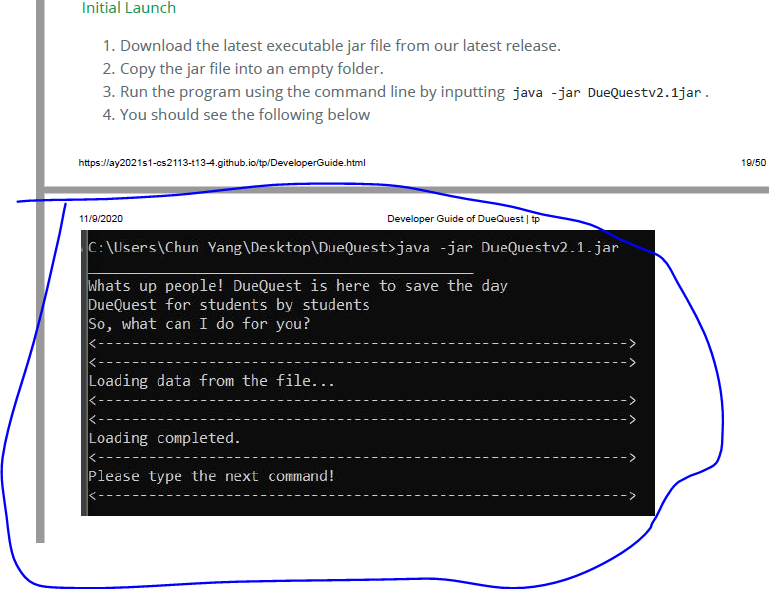 Initial Launch
1. Download the latest executable jar file from our latest release.
2. Copy the jar file into an empty folder.
3. Run the program using the command line by inputting java -jar DueQuestv2.1jar .
4. You should see the following below
https://ay2021s1-cs2113-t13-4.github.io/tp/DeveloperGuide.html 19/50
11/9/2020 Developer Guide of DueQuest | tp
C:\Users\Chun Yang\Desktop\DueQuest>java -jar DueQuestv2.1.jar
Whats up people! DueQuest is here to save the day
DueQuest for students by students
So, what can I do for you?
<------------------------------------------------------------------>
<------------------------------------------------------------------>
Loading data from the file...
<------------------------------------------------------------------>
<------------------------------------------------------------------>
Loading completed.
<------------------------------------------------------------------>
Please type the next command!
<------------------------------------------------------------------>